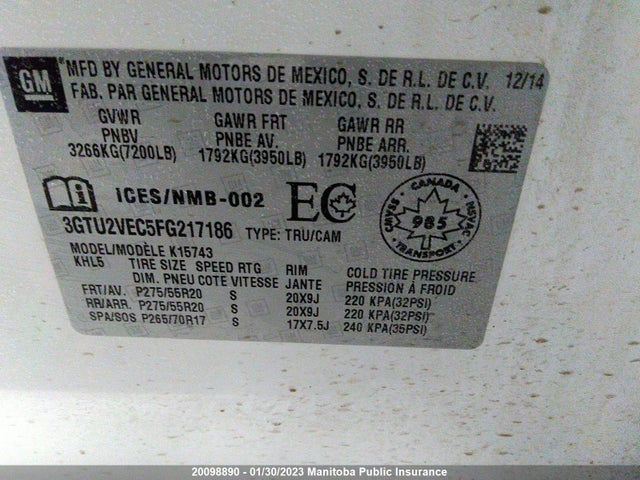 GM
MFD BY GENERAL MOTORS DE MEXICO, S. DE R.L. DE C.V. 12/14
FAB. PAR GENERAL MOTORS DE MEXICO, S. DE R.L. DE C.V.
GVWR GAWR FRT GAWR RR
PNBV PNBE AV. PNBE ARR.
3266KG(7200LB) 1792KG(3950LB) 1792KG(3950LB)
i ICES/NMB-002 EC
CANADA
CMVSS 985 NSVAC
TRANSPORT
3GTU2VEC5FG217186 TYPE: TRU/CAM
MODEL/MODÈLE K15743
KHL5 TIRE SIZE SPEED RTG RIM COLD TIRE PRESSURE
DIM. PNEU COTE VITESSE JANTE PRESSION À FROID
FRT/AV. P275/55R20 S 20X9J 220 KPA(32PSI)
RR/ARR. P275/55R20 S 20X9J 220 KPA(32PSI)
SPA/SOS P265/70R17 S 17X7.5J 240 KPA(35PSI)
20098890 - 01/30/2023 Manitoba Public Insurance